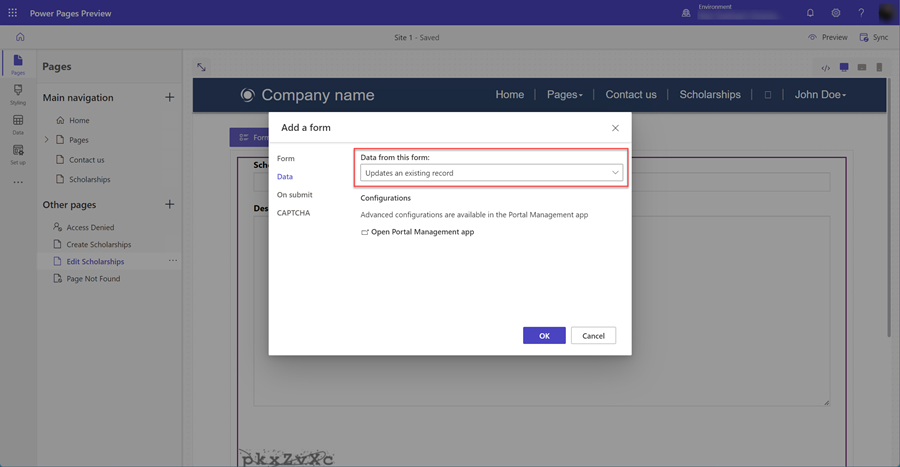 Power Pages Preview
Environment
?
Site 1 - Saved
Preview
Sync
Pages
Styling
Data
Set up
Pages
Main navigation
Home
Pages
Contact us
Scholarships
Other pages
Access Denied
Create Scholarships
Edit Scholarships
Page Not Found
Company name
Home
Pages
Contact us
Scholarships
John Doe
Form
Scho
Des
Add a form
Form
Data
On submit
CAPTCHA
Data from this form:
Updates an existing record
Configurations
Advanced configurations are available in the Portal Management app
Open Portal Management app
OK
Cancel
pkxZvXc